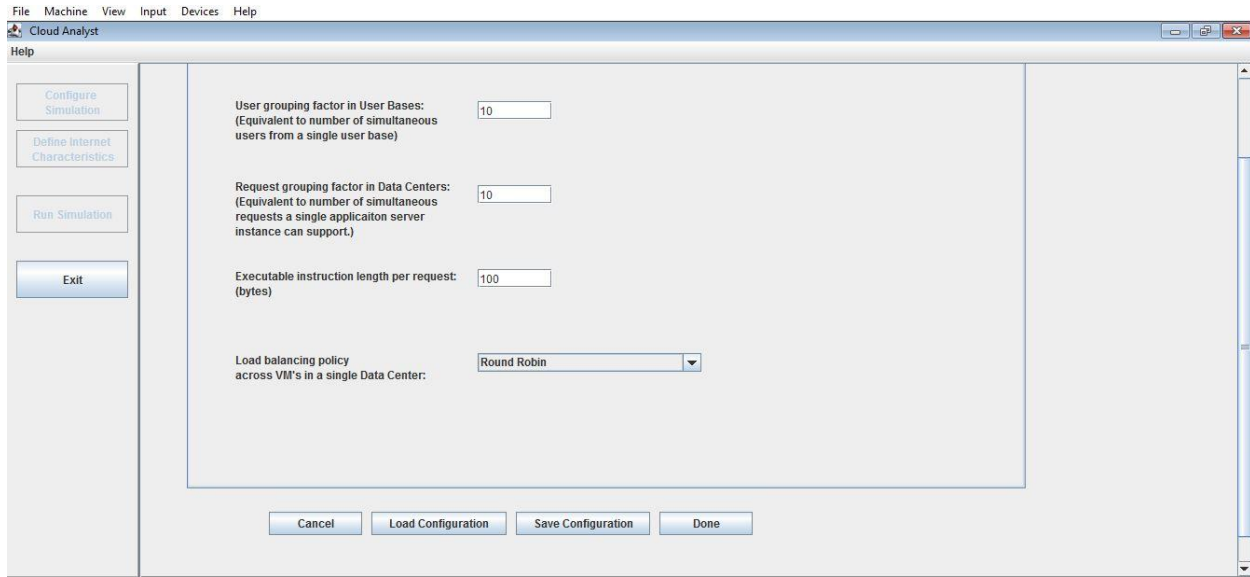 File Machine View Input Devices Help
Cloud Analyst
Help
Configure
Simulation
Define Internet
Characteristics
Run Simulation
Exit
User grouping factor in User Bases:
(Equivalent to number of simultaneous
users from a single user base)
10
Request grouping factor in Data Centers:
(Equivalent to number of simultaneous
requests a single applicaiton server
instance can support.)
10
Executable instruction length per request:
(bytes)
100
Load balancing policy
across VM's in a single Data Center:
Round Robin
Cancel Load Configuration Save Configuration Done